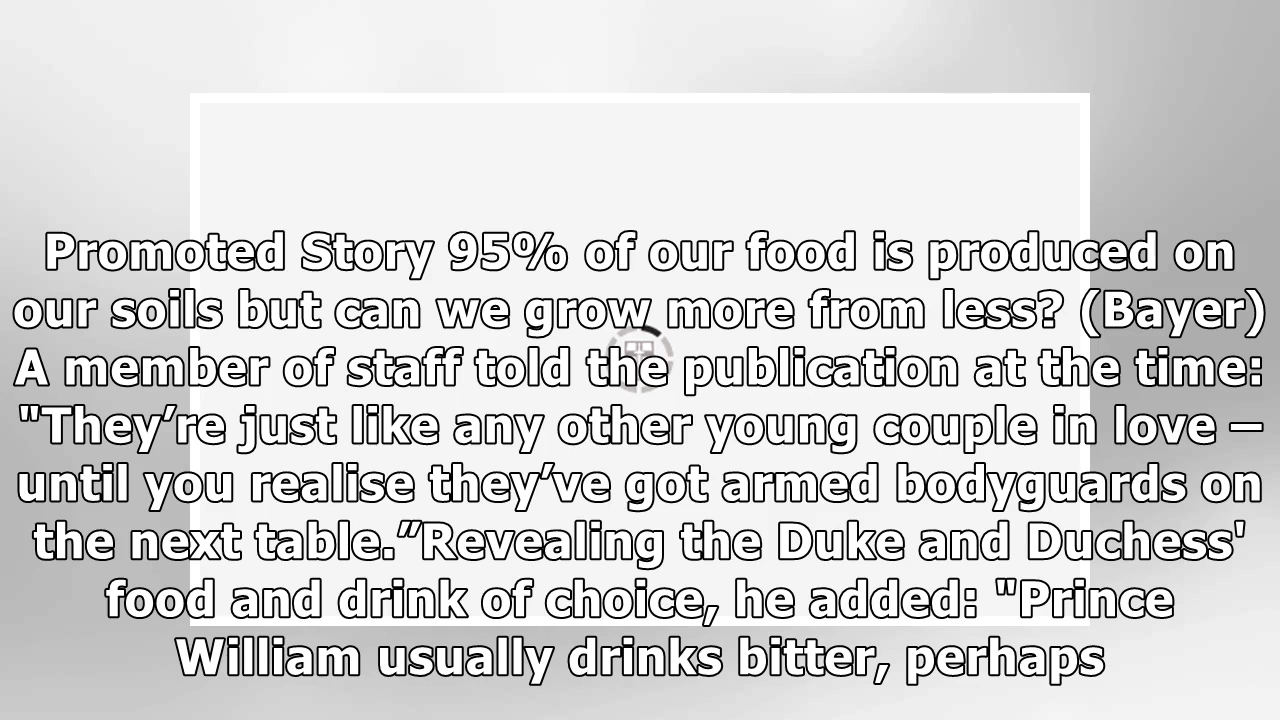 Promoted Story 95% of our food is produced on
our soils but can we grow more from less? (Bayer)
A member of staff told the publication at the time:
"They’re just like any other young couple in love –
until you realise they’ve got armed bodyguards on
the next table.”Revealing the Duke and Duchess'
food and drink of choice, he added: "Prince
William usually drinks bitter, perhaps